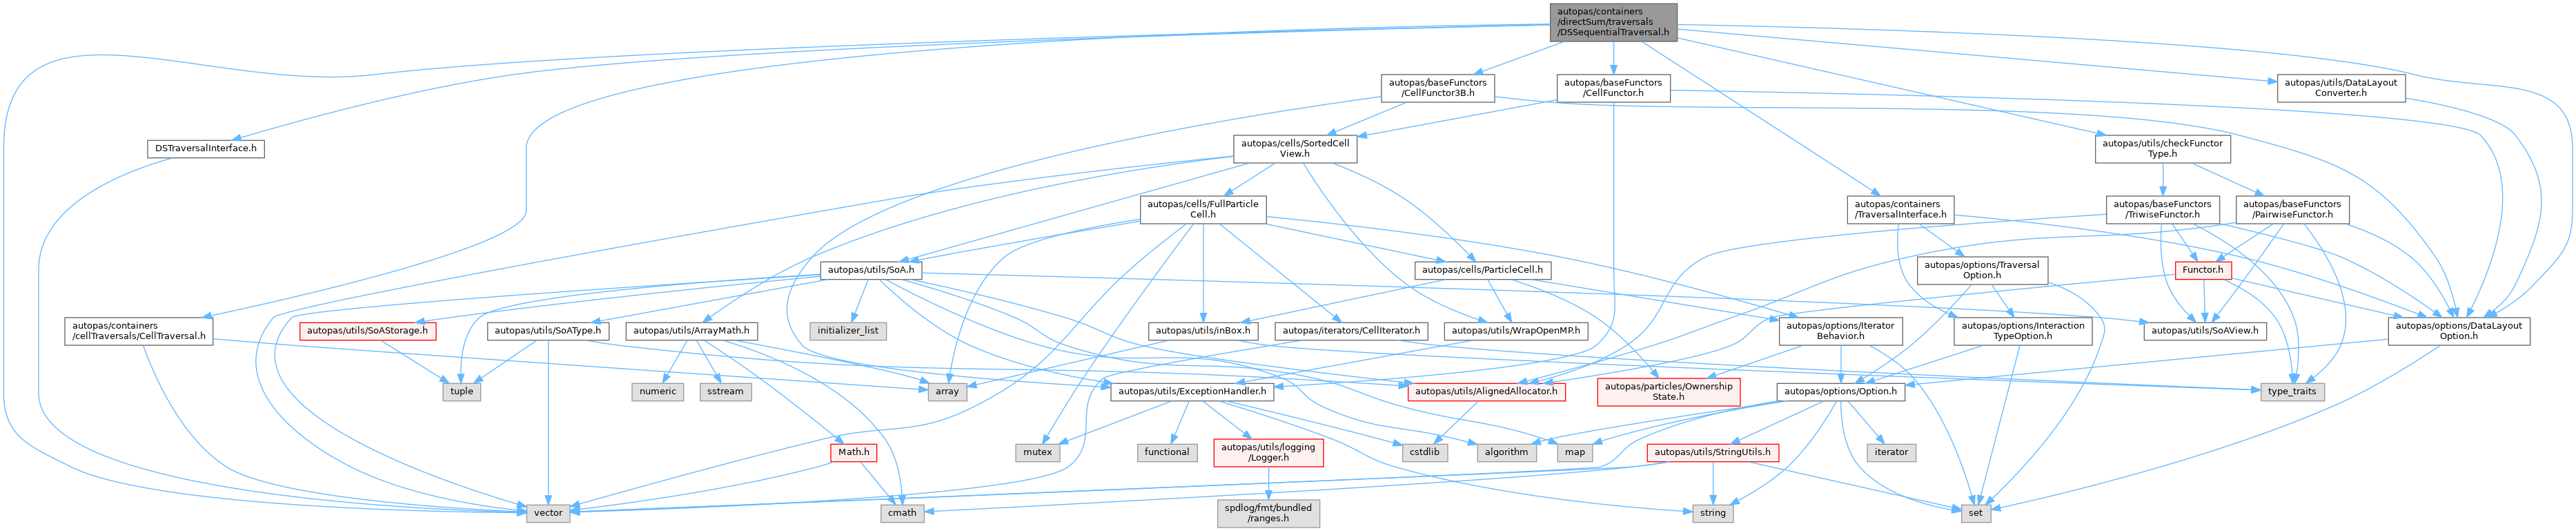 autopas/containers
/directSum/traversals
/DSSequentialTraversal.h
autopas/baseFunctors
/CellFunctor3B.h
autopas/baseFunctors
/CellFunctor.h
autopas/utils/DataLayout
Converter.h
DSTraversalInterface.h
autopas/cells/SortedCell
View.h
autopas/utils/checkFunctor
Type.h
autopas/cells/FullParticle
Cell.h
autopas/containers
/TraversalInterface.h
autopas/baseFunctors
/TriwiseFunctor.h
autopas/baseFunctors
/PairwiseFunctor.h
autopas/utils/SoA.h
autopas/cells/ParticleCell.h
autopas/options/Traversal
Option.h
Functor.h
autopas/containers
/cellTraversals/CellTraversal.h
autopas/utils/SoAStorage.h
autopas/utils/SoAType.h
autopas/utils/ArrayMath.h
initializer_list
autopas/utils/inBox.h
autopas/iterators/CellIterator.h
autopas/utils/WrapOpenMP.h
autopas/options/Iterator
Behavior.h
autopas/options/Interaction
TypeOption.h
autopas/utils/SoAView.h
autopas/options/DataLayout
Option.h
tuple
numeric
sstream
array
autopas/utils/ExceptionHandler.h
autopas/utils/AlignedAllocator.h
autopas/particles/Ownership
State.h
autopas/options/Option.h
type_traits
Math.h
mutex
functional
autopas/utils/logging
/Logger.h
cstdlib
algorithm
map
autopas/utils/StringUtils.h
iterator
vector
cmath
spdlog/fmt/bundled
/ranges.h
string
set